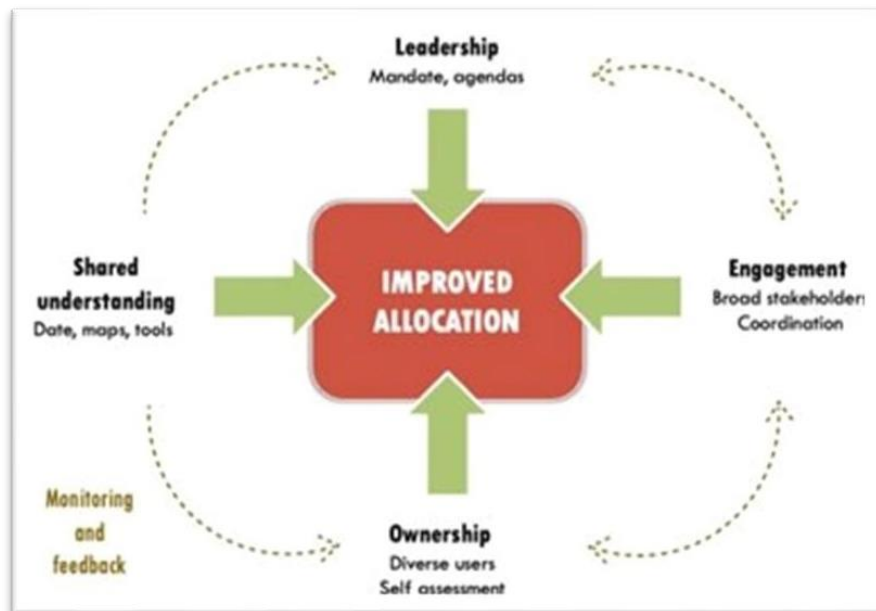 Leadership
Mandate, agendas
Shared
understanding
Date, maps, tools
IMPROVED
ALLOCATION
Engagement
Broad stakeholder
Coordination
Monitoring
and
feedback
Ownership
Diverse users
Self assessment